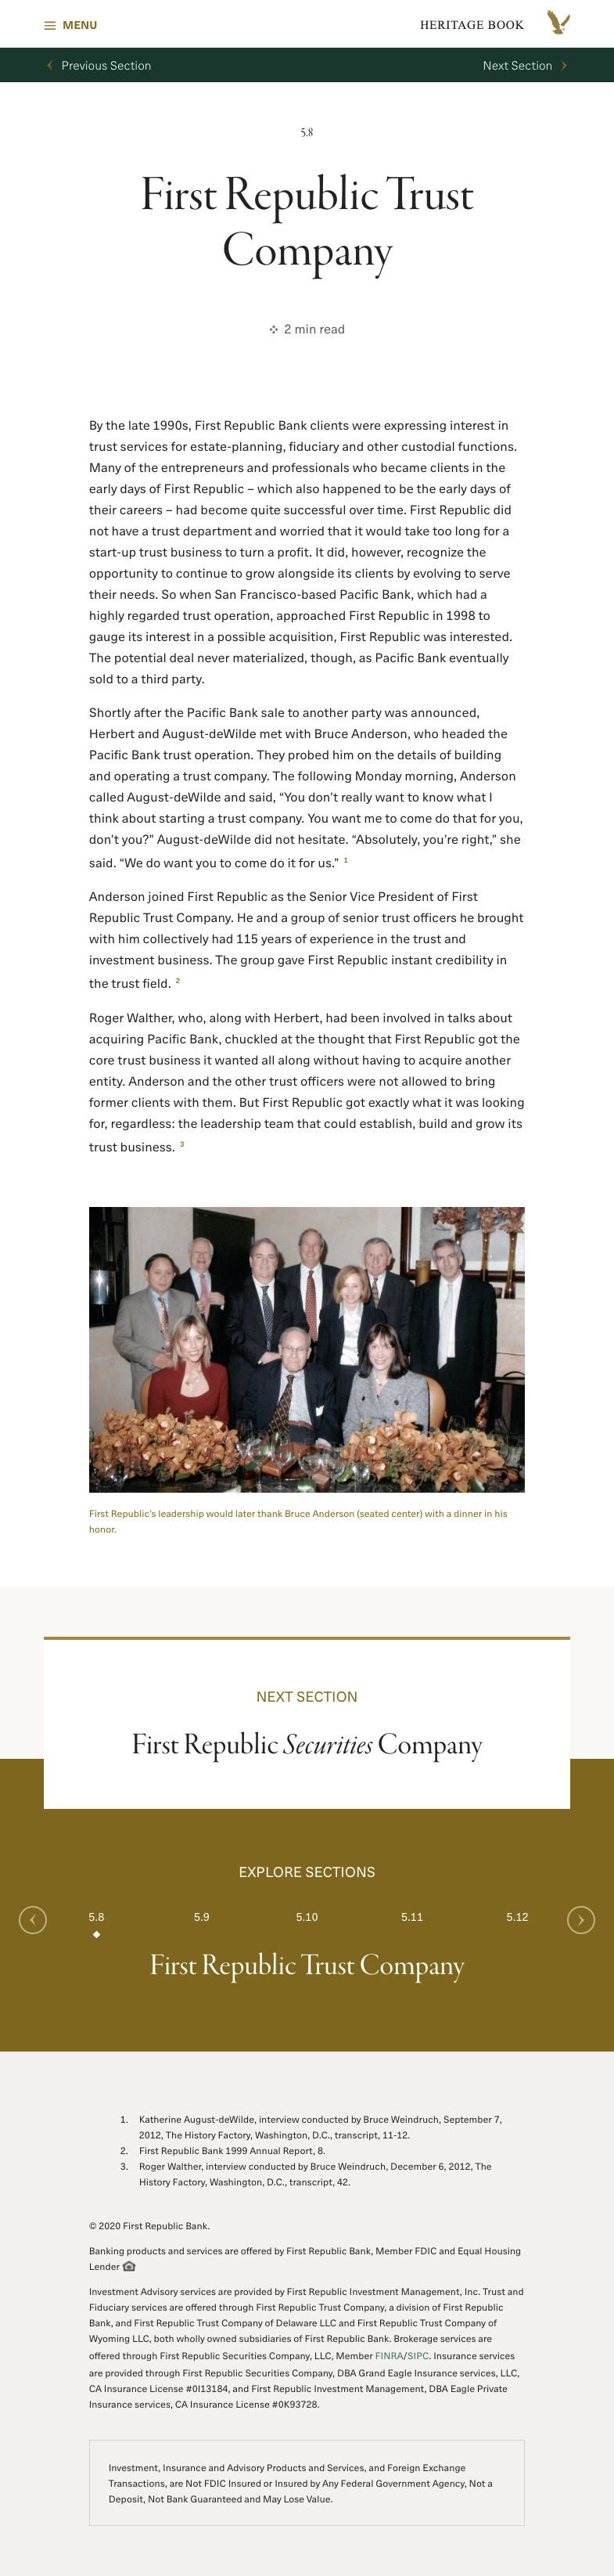 MENU
HERITAGE BOOK
Previous Section
Next Section
5.8
First Republic Trust
Company
2 min read
By the late 1990s, First Republic Bank clients were expressing interest in
trust services for estate-planning, fiduciary and other custodial functions.
Many of the entrepreneurs and professionals who became clients in the
early days of First Republic – which also happened to be the early days of
their careers – had become quite successful over time. First Republic did
not have a trust department and worried that it would take too long for a
start-up trust business to turn a profit. It did, however, recognize the
opportunity to continue to grow alongside its clients by evolving to serve
their needs. So when San Francisco-based Pacific Bank, which had a
highly regarded trust operation, approached First Republic in 1998 to
gauge its interest in a possible acquisition, First Republic was interested.
The potential deal never materialized, though, as Pacific Bank eventually
sold to a third party.
Shortly after the Pacific Bank sale to another party was announced,
Herbert and August-deWilde met with Bruce Anderson, who headed the
Pacific Bank trust operation. They probed him on the details of building
and operating a trust company. The following Monday morning, Anderson
called August-deWilde and said, “You don’t really want to know what I
think about starting a trust company. You want me to come do that for you,
don’t you?” August-deWilde did not hesitate. “Absolutely, you’re right,” she
said. “We do want you to come do it for us.” 1
Anderson joined First Republic as the Senior Vice President of First
Republic Trust Company. He and a group of senior trust officers he brought
with him collectively had 115 years of experience in the trust and
investment business. The group gave First Republic instant credibility in
the trust field. 2
Roger Walther, who, along with Herbert, had been involved in talks about
acquiring Pacific Bank, chuckled at the thought that First Republic got the
core trust business it wanted all along without having to acquire another
entity. Anderson and the other trust officers were not allowed to bring
former clients with them. But First Republic got exactly what it was looking
for, regardless: the leadership team that could establish, build and grow its
trust business. 3
First Republic’s leadership would later thank Bruce Anderson (seated center) with a dinner in his
honor.
NEXT SECTION
First Republic Securities Company
EXPLORE SECTIONS
5.8 5.9 5.10 5.11 5.12
First Republic Trust Company
1. Katherine August-deWilde, interview conducted by Bruce Weindruch, September 7,
2012, The History Factory, Washington, D.C., transcript, 11-12.
2. First Republic Bank 1999 Annual Report, 8.
3. Roger Walther, interview conducted by Bruce Weindruch, December 6, 2012, The
History Factory, Washington, D.C., transcript, 42.
© 2020 First Republic Bank.
Banking products and services are offered by First Republic Bank, Member FDIC and Equal Housing
Lender
Investment Advisory services are provided by First Republic Investment Management, Inc. Trust and
Fiduciary services are offered through First Republic Trust Company, a division of First Republic
Bank, and First Republic Trust Company of Delaware LLC and First Republic Trust Company of
Wyoming LLC, both wholly owned subsidiaries of First Republic Bank. Brokerage services are
offered through First Republic Securities Company, LLC, Member FINRA/SIPC. Insurance services
are provided through First Republic Securities Company, DBA Grand Eagle Insurance services, LLC,
CA Insurance License #0I13184, and First Republic Investment Management, DBA Eagle Private
Insurance services, CA Insurance License #0K93728.
Investment, Insurance and Advisory Products and Services, and Foreign Exchange
Transactions, are Not FDIC Insured or Insured by Any Federal Government Agency, Not a
Deposit, Not Bank Guaranteed and May Lose Value.